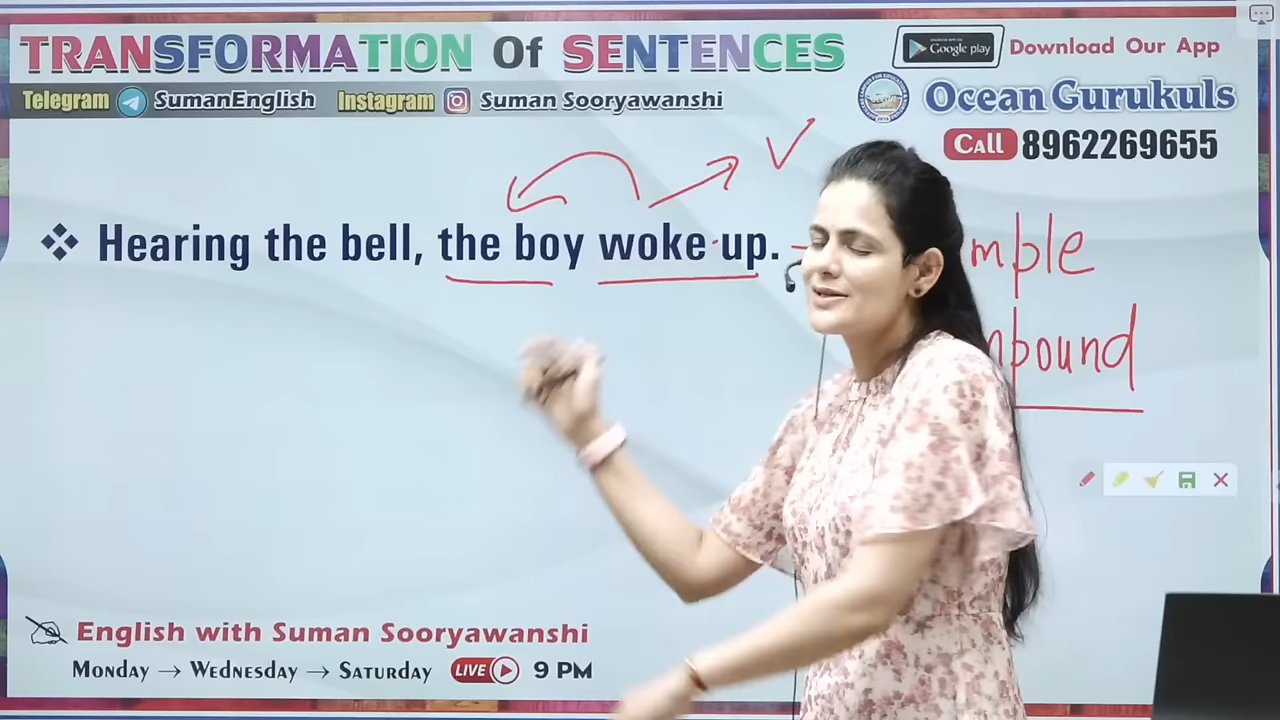 TRANSFORMATION Of SENTENCES
Google play Download Our App
Telegram SumanEnglish Instagram Suman Sooryawanshi
Ocean Gurukuls
CALL 8962269655
Hearing the bell, the boy woke up.
mple
pound
English with Suman Sooryawanshi
Monday → Wednesday → Saturday LIVE 9 PM